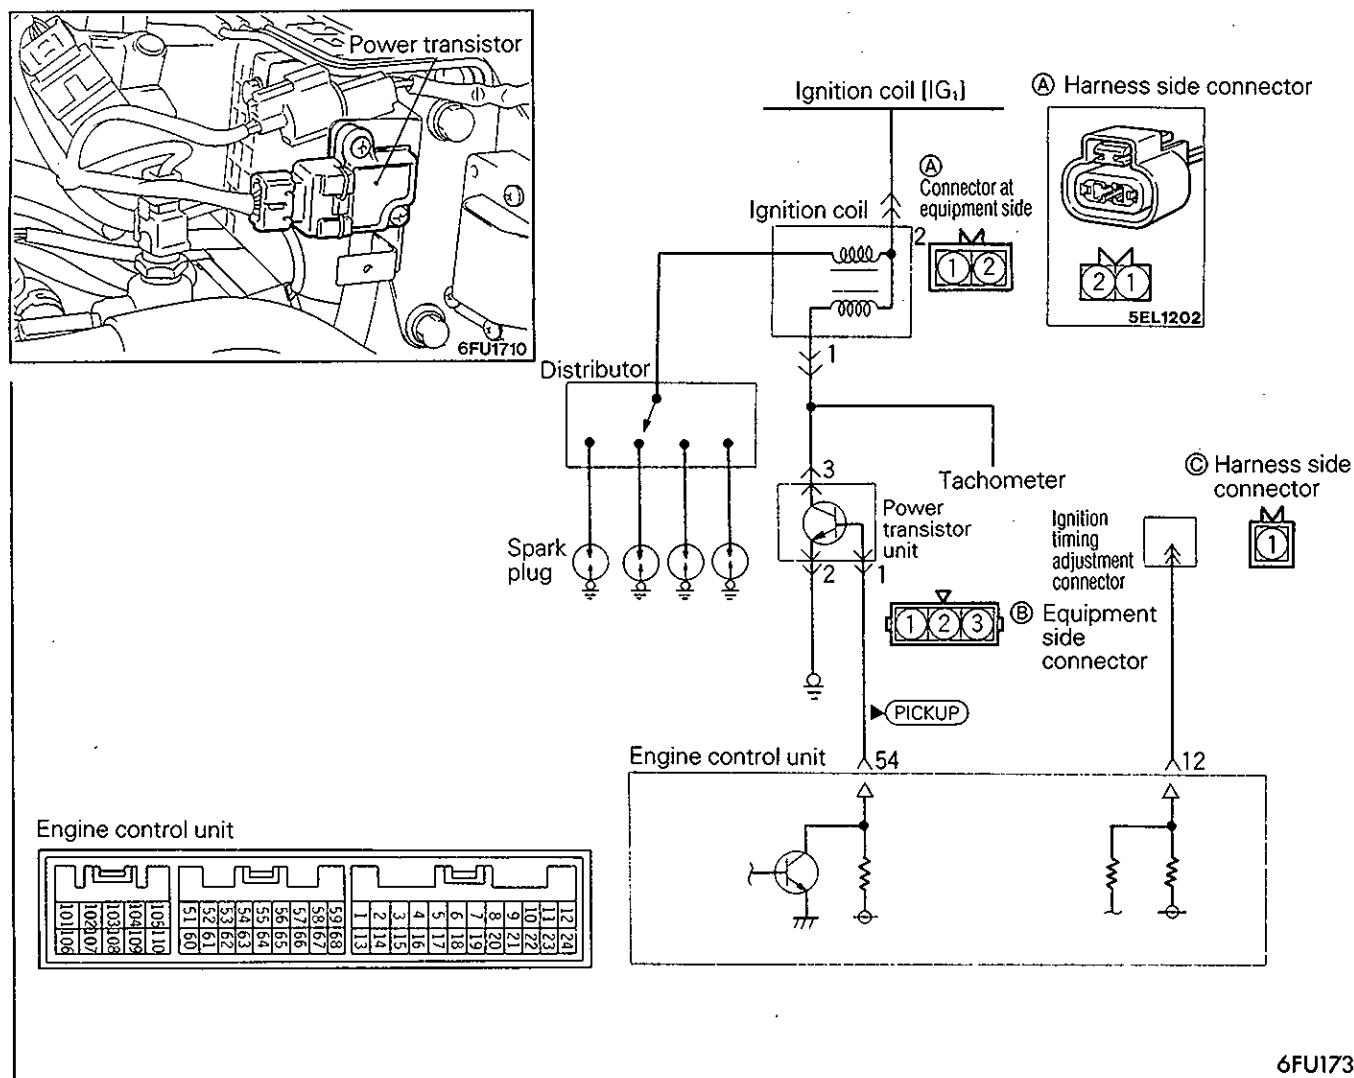 Power transistor
6FU1710
Ignition coil (IG₁)
Ⓐ Harness side connector
Ⓐ
Connector at
equipment side
Ignition coil
2
1 2
2 1
5EL1202
1
Distributor
3
Tachometer
Ⓒ Harness side
connector
Power
transistor
unit
Ignition
timing
adjustment
connector
1
Spark
plug
2 1
1 2 3
Ⓑ Equipment
side
connector
PICKUP
Engine control unit
54
12
Engine control unit
101 102 103 104 105 51 52 53 54 55 56 57 58 59 1 2 3 4 5 6 7 8 9 10 11 12
106 107 108 109 110 60 61 62 63 64 65 66 67 68 13 14 15 16 17 18 19 20 21 22 23 24
6FU173